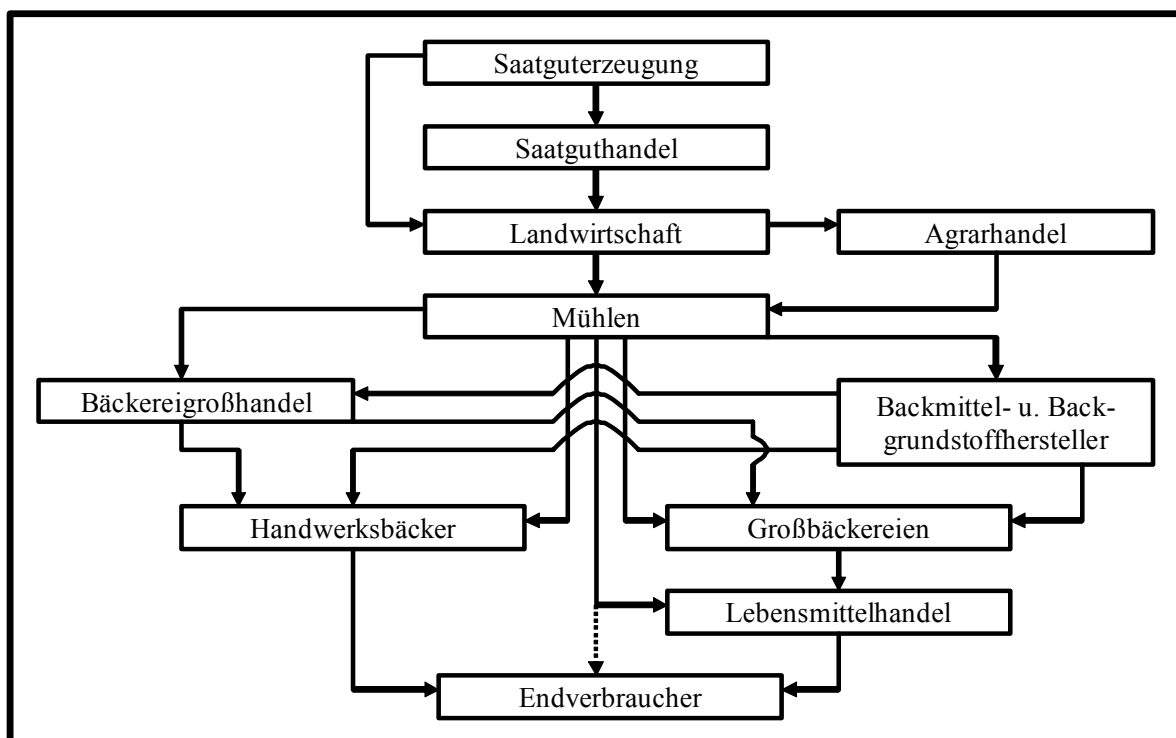 Saatguterzeugung
Saatguthandel
Landwirtschaft
Agrarhandel
Mühlen
Bäckereigroßhandel
Backmittel- u. Back-
grundstoffhersteller
Handwerksbäcker
Großbäckereien
Lebensmittelhandel
Endverbraucher